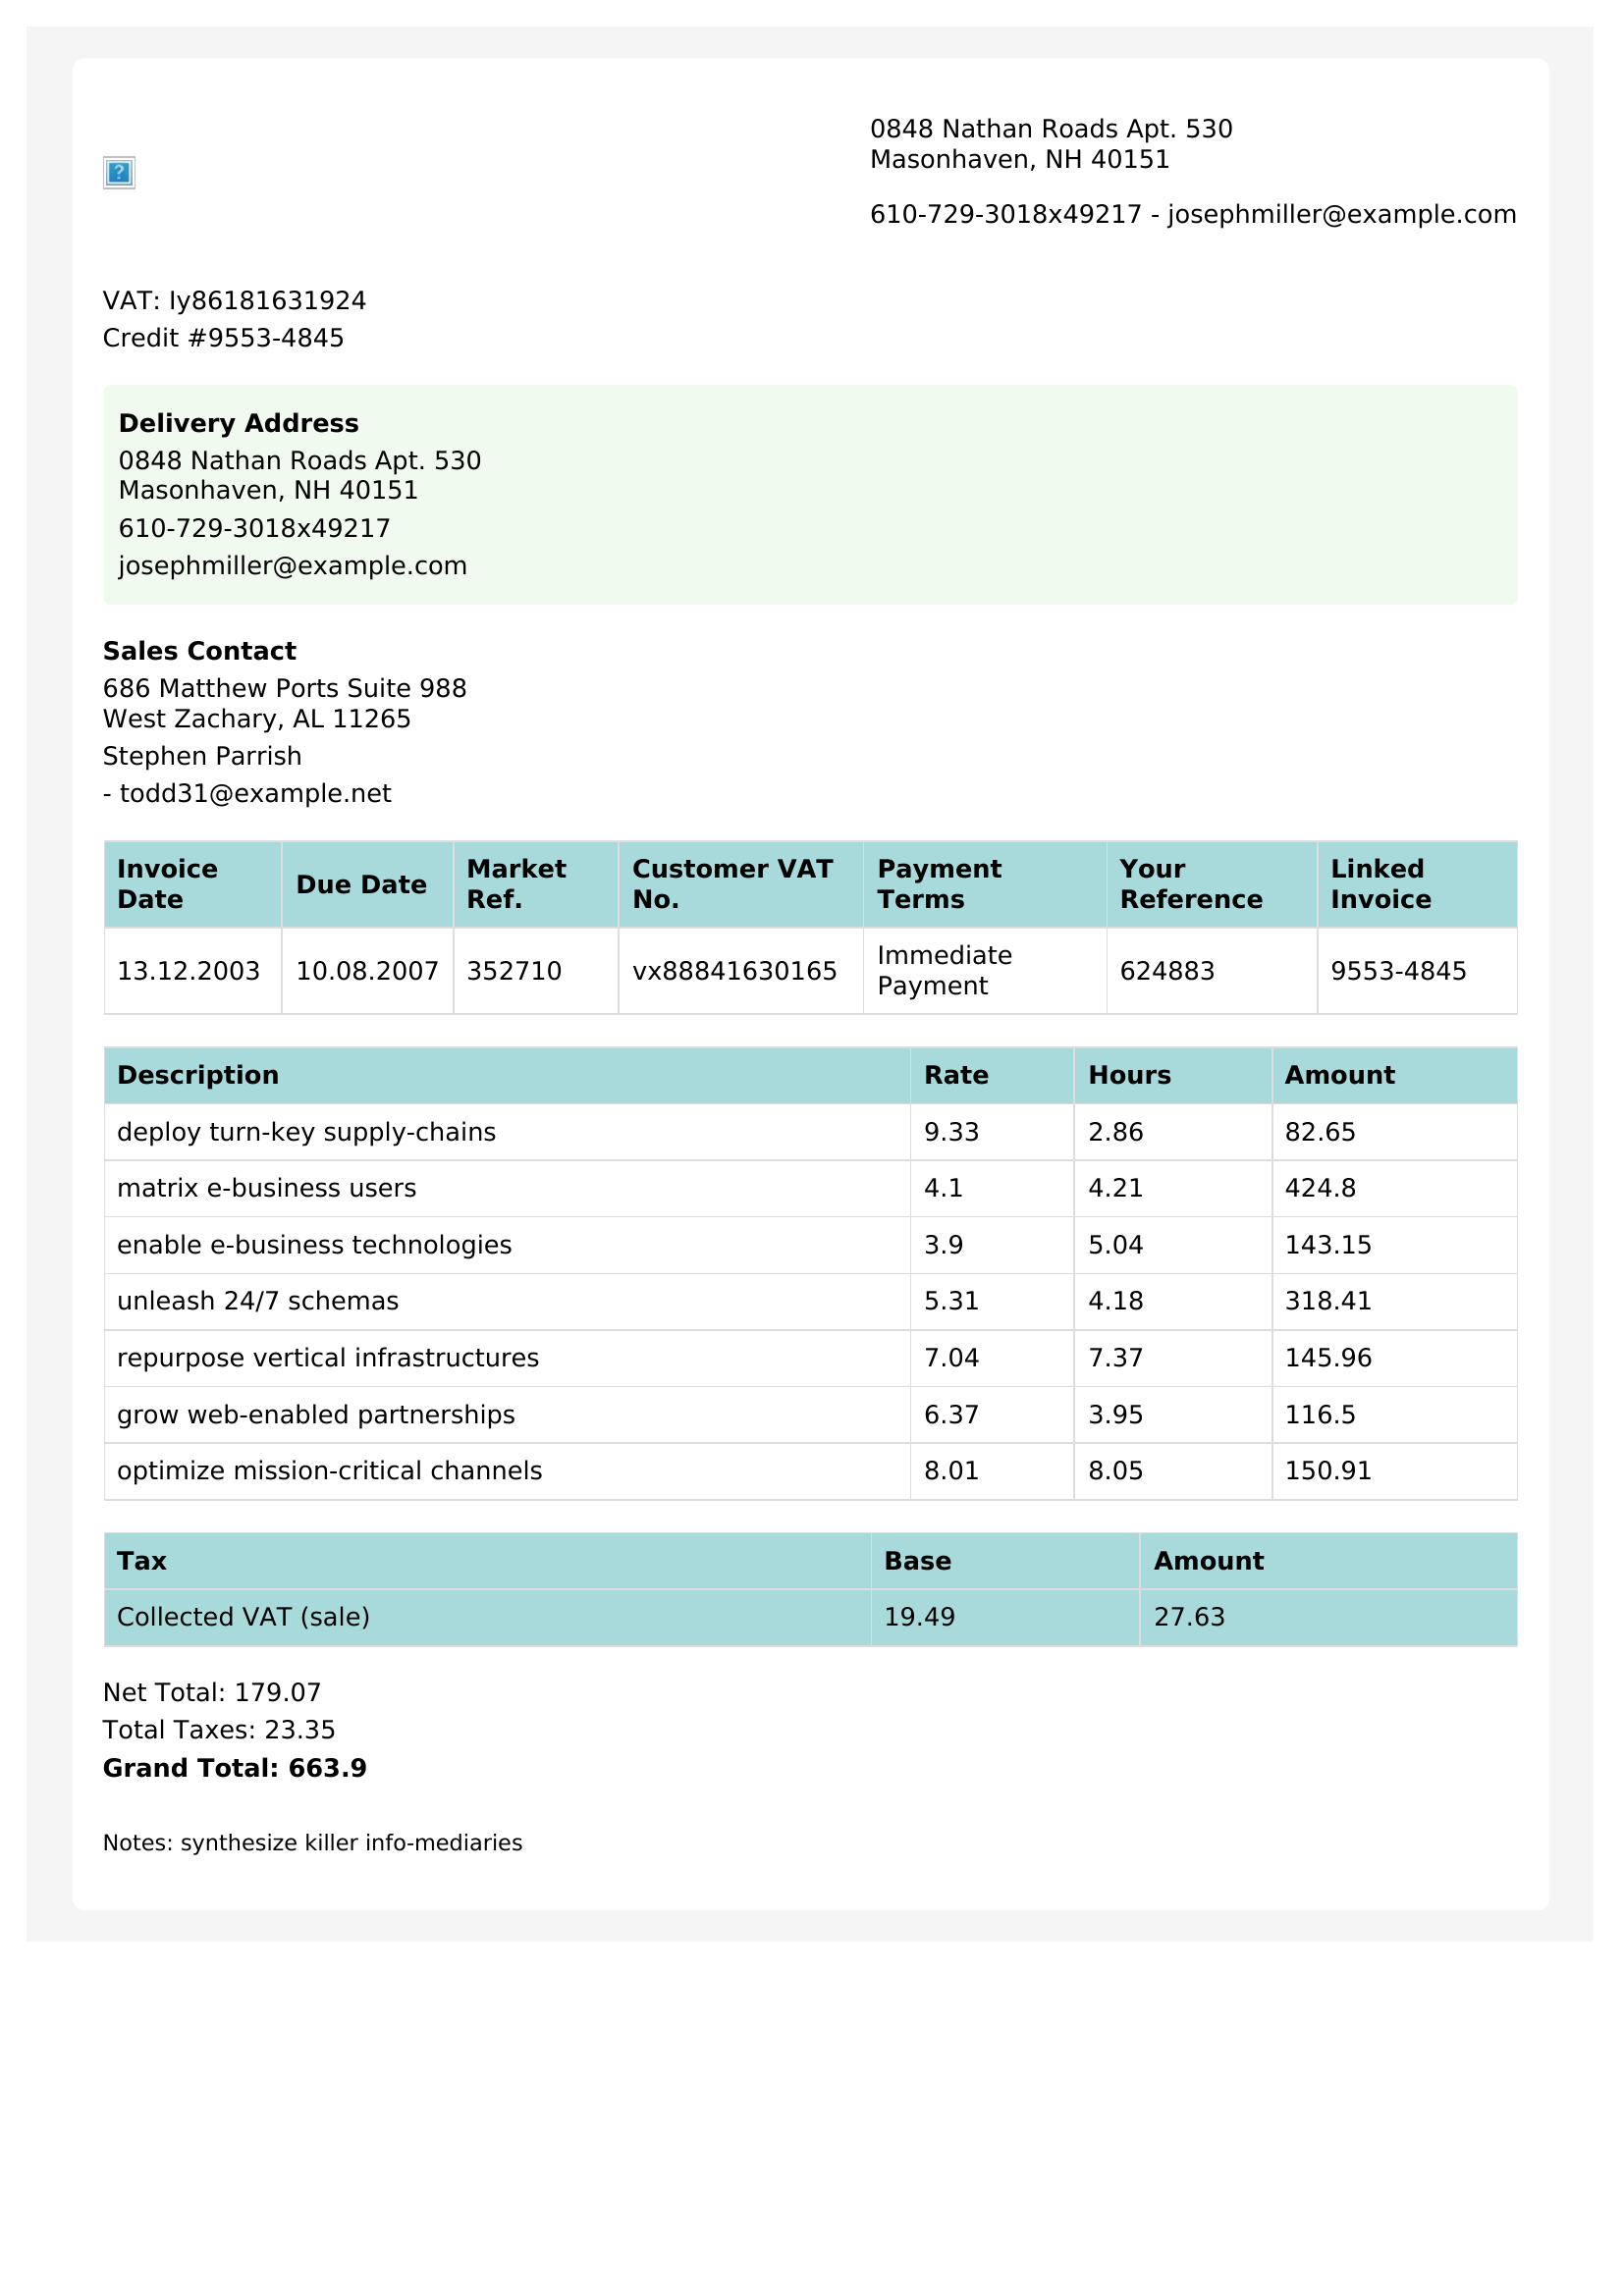 0848 Nathan Roads Apt. 530
Masonhaven, NH 40151
610-729-3018x49217 - josephmiller@example.com
VAT: Iy86181631924
Credit #9553-4845
Delivery Address
0848 Nathan Roads Apt. 530
Masonhaven, NH 40151
610-729-3018x49217
josephmiller@example.com
Sales Contact
686 Matthew Ports Suite 988
West Zachary, AL 11265
Stephen Parrish
- todd31@example.net
Invoice Date Due Date Market Ref. Customer VAT No. Payment Terms Your Reference Linked Invoice
13.12.2003 10.08.2007 352710 vx88841630165 Immediate Payment 624883 9553-4845
Description Rate Hours Amount
deploy turn-key supply-chains 9.33 2.86 82.65
matrix e-business users 4.1 4.21 424.8
enable e-business technologies 3.9 5.04 143.15
unleash 24/7 schemas 5.31 4.18 318.41
repurpose vertical infrastructures 7.04 7.37 145.96
grow web-enabled partnerships 6.37 3.95 116.5
optimize mission-critical channels 8.01 8.05 150.91
Tax Base Amount
Collected VAT (sale) 19.49 27.63
Net Total: 179.07
Total Taxes: 23.35
Grand Total: 663.9
Notes: synthesize killer info-mediaries